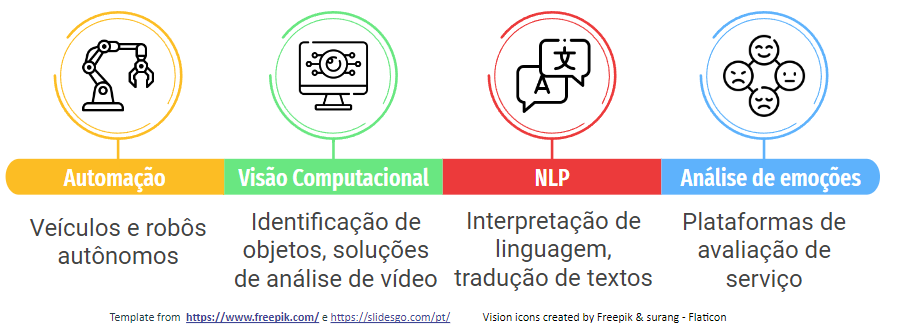 文
A
Automação
Visão Computacional
NLP
Análise de emoções
Veículos e robôs
autônomos
Identificação de
objetos, soluções
de análise de vídeo
Interpretação de
linguagem,
tradução de textos
Plataformas de
avaliação de
serviço
Template from https://www.freepik.com/ e https://slidesgo.com/pt/
Vision icons created by Freepik & surang - Flaticon